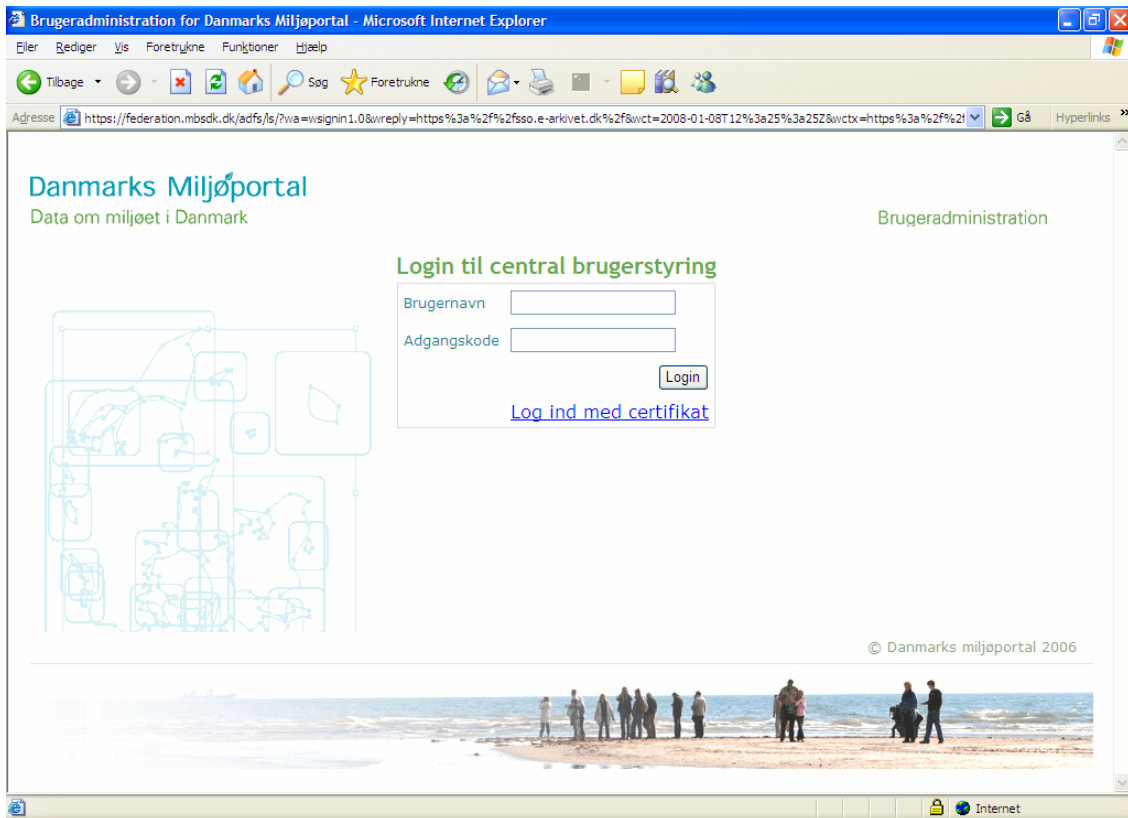 Brugeradministration for Danmarks Miljøportal - Microsoft Internet Explorer
Filer Rediger Vis Foretrukne Funktioner Hjælp
Tilbage Søg Foretrukne
Adresse https://federation.mbsdk.dk/adfs/ls/?wa=wsignin1.0&wreply=https%3a%2f%2fsso.e-arkivet.dk%2f&wct=2008-01-08T12%3a25%3a25Z&wctx=https%3a%2f%2f Gå Hyperlinks »
Danmarks Miljøportal
Data om miljøet i Danmark
Brugeradministration
Login til central brugerstyring
Brugernavn
Adgangskode
Login
Log ind med certifikat
© Danmarks miljøportal 2006
Internet